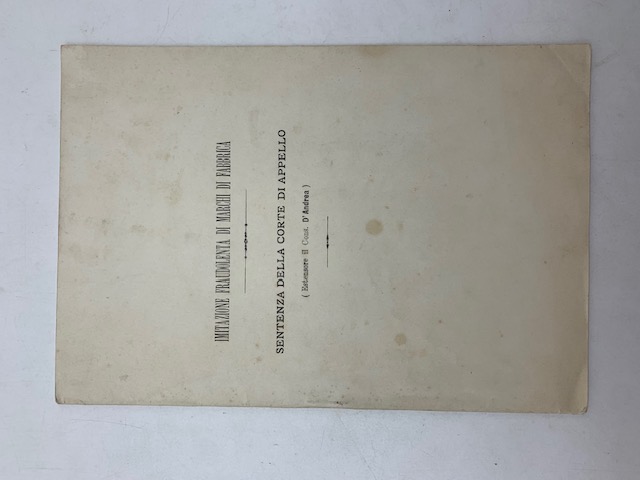 IMITAZIONE FRAUDOLENTA DI MARCHI DI FABBRICA
SENTENZA DELLA CORTE DI APPELLO
( Estensore il Cons. D'Andrea )